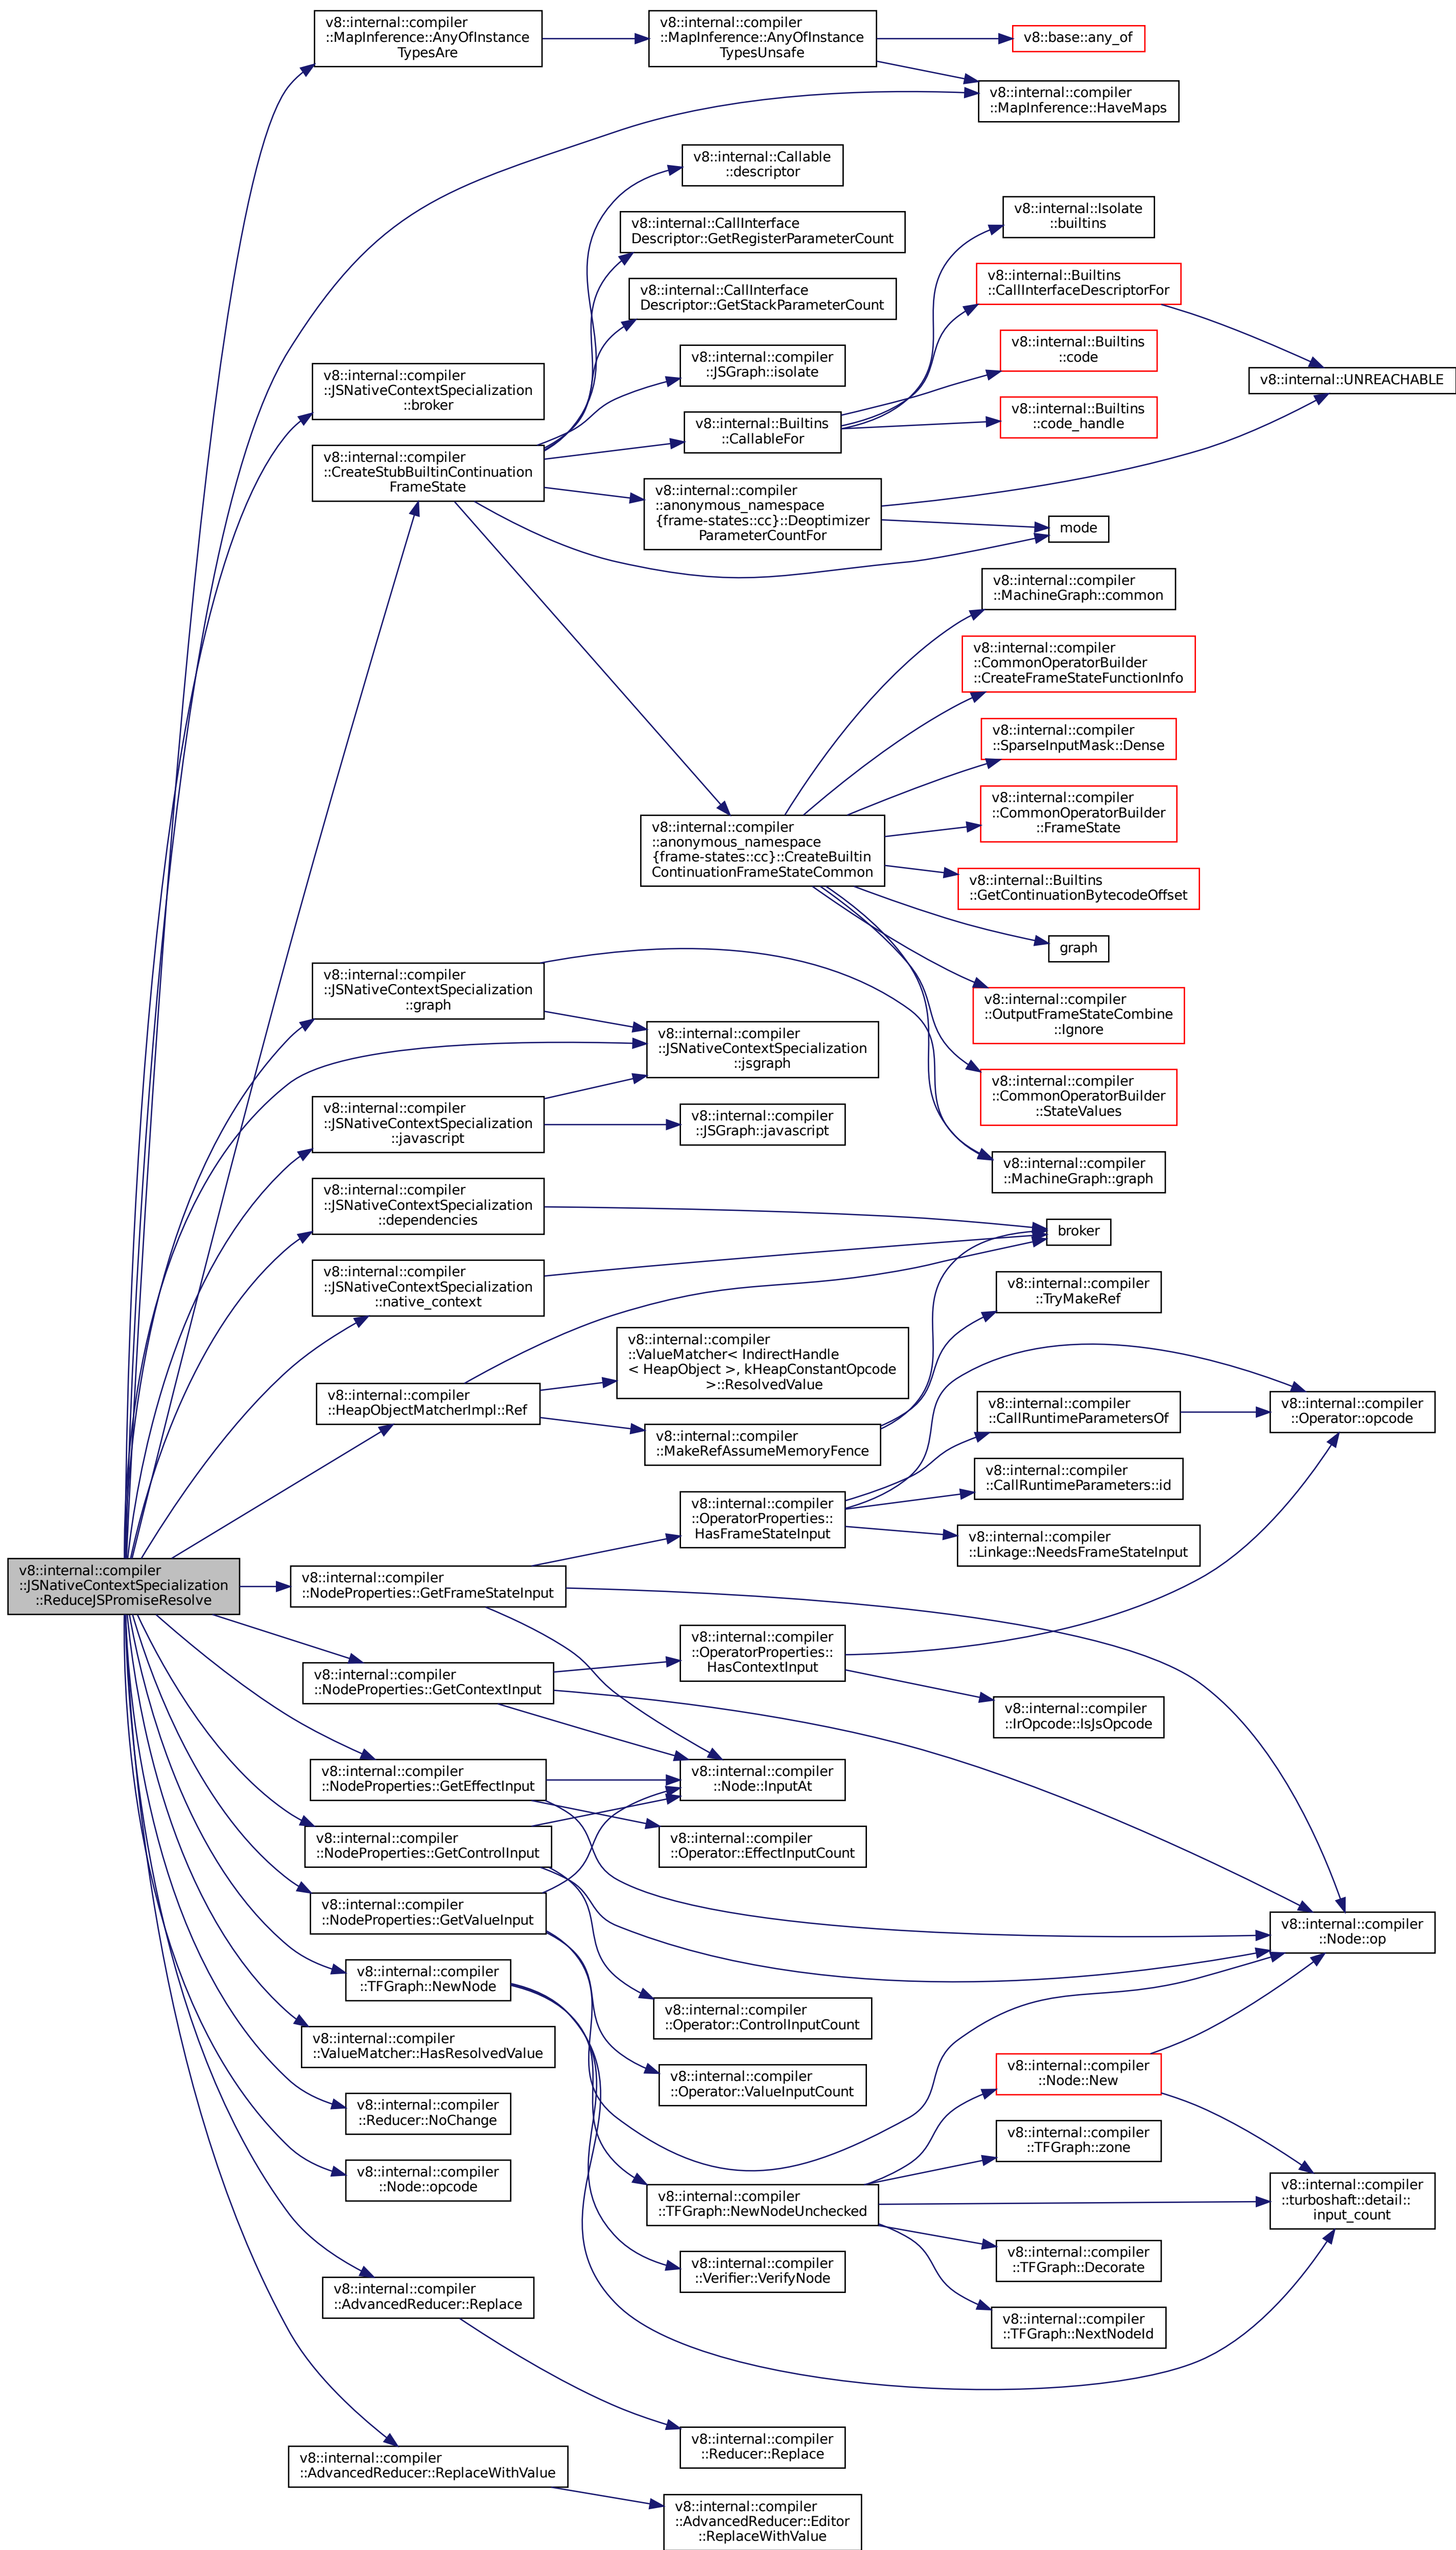 v8::internal::compiler
::MapInference::AnyOfInstance
TypesAre
v8::internal::compiler
::MapInference::AnyOfInstance
TypesUnsafe
v8::base::any_of
v8::internal::compiler
::MapInference::HaveMaps
v8::internal::Callable
::descriptor
v8::internal::CallInterface
Descriptor::GetRegisterParameterCount
v8::internal::CallInterface
Descriptor::GetStackParameterCount
v8::internal::Isolate
::builtins
v8::internal::Builtins
::CallInterfaceDescriptorFor
v8::internal::Builtins
::code
v8::internal::Builtins
::code_handle
v8::internal::UNREACHABLE
v8::internal::compiler
::JSGraph::isolate
v8::internal::compiler
::JSNativeContextSpecialization
::broker
v8::internal::Builtins
::CallableFor
v8::internal::compiler
::CreateStubBuiltinContinuation
FrameState
v8::internal::compiler
::anonymous_namespace
{frame-states::cc}::Deoptimizer
ParameterCountFor
mode
v8::internal::compiler
::MachineGraph::common
v8::internal::compiler
::CommonOperatorBuilder
::CreateFrameStateFunctionInfo
v8::internal::compiler
::SparseInputMask::Dense
v8::internal::compiler
::CommonOperatorBuilder
::FrameState
v8::internal::compiler
::anonymous_namespace
{frame-states::cc}::CreateBuiltin
ContinuationFrameStateCommon
v8::internal::Builtins
::GetContinuationBytecodeOffset
graph
v8::internal::compiler
::OutputFrameStateCombine
::Ignore
v8::internal::compiler
::CommonOperatorBuilder
::StateValues
v8::internal::compiler
::MachineGraph::graph
v8::internal::compiler
::JSNativeContextSpecialization
::graph
v8::internal::compiler
::JSNativeContextSpecialization
::jsgraph
v8::internal::compiler
::JSNativeContextSpecialization
::javascript
v8::internal::compiler
::JSGraph::javascript
v8::internal::compiler
::JSNativeContextSpecialization
::dependencies
broker
v8::internal::compiler
::JSNativeContextSpecialization
::native_context
v8::internal::compiler
::TryMakeRef
v8::internal::compiler
::ValueMatcher< IndirectHandle
< HeapObject >, kHeapConstantOpcode
>::ResolvedValue
v8::internal::compiler
::HeapObjectMatcherImpl::Ref
v8::internal::compiler
::MakeRefAssumeMemoryFence
v8::internal::compiler
::CallRuntimeParametersOf
v8::internal::compiler
::Operator::opcode
v8::internal::compiler
::CallRuntimeParameters::id
v8::internal::compiler
::OperatorProperties::
HasFrameStateInput
v8::internal::compiler
::Linkage::NeedsFrameStateInput
v8::internal::compiler
::JSNativeContextSpecialization
::ReduceJSPromiseResolve
v8::internal::compiler
::NodeProperties::GetFrameStateInput
v8::internal::compiler
::OperatorProperties::
HasContextInput
v8::internal::compiler
::NodeProperties::GetContextInput
v8::internal::compiler
::IrOpcode::IsJsOpcode
v8::internal::compiler
::NodeProperties::GetEffectInput
v8::internal::compiler
::Node::InputAt
v8::internal::compiler
::NodeProperties::GetControlInput
v8::internal::compiler
::Operator::EffectInputCount
v8::internal::compiler
::NodeProperties::GetValueInput
v8::internal::compiler
::Node::op
v8::internal::compiler
::TFGraph::NewNode
v8::internal::compiler
::Operator::ControlInputCount
v8::internal::compiler
::ValueMatcher::HasResolvedValue
v8::internal::compiler
::Operator::ValueInputCount
v8::internal::compiler
::Node::New
v8::internal::compiler
::Reducer::NoChange
v8::internal::compiler
::TFGraph::zone
v8::internal::compiler
::Node::opcode
v8::internal::compiler
::TFGraph::NewNodeUnchecked
v8::internal::compiler
::turboshaft::detail::
input_count
v8::internal::compiler
::Verifier::VerifyNode
v8::internal::compiler
::TFGraph::Decorate
v8::internal::compiler
::AdvancedReducer::Replace
v8::internal::compiler
::TFGraph::NextNodeId
v8::internal::compiler
::Reducer::Replace
v8::internal::compiler
::AdvancedReducer::ReplaceWithValue
v8::internal::compiler
::AdvancedReducer::Editor
::ReplaceWithValue